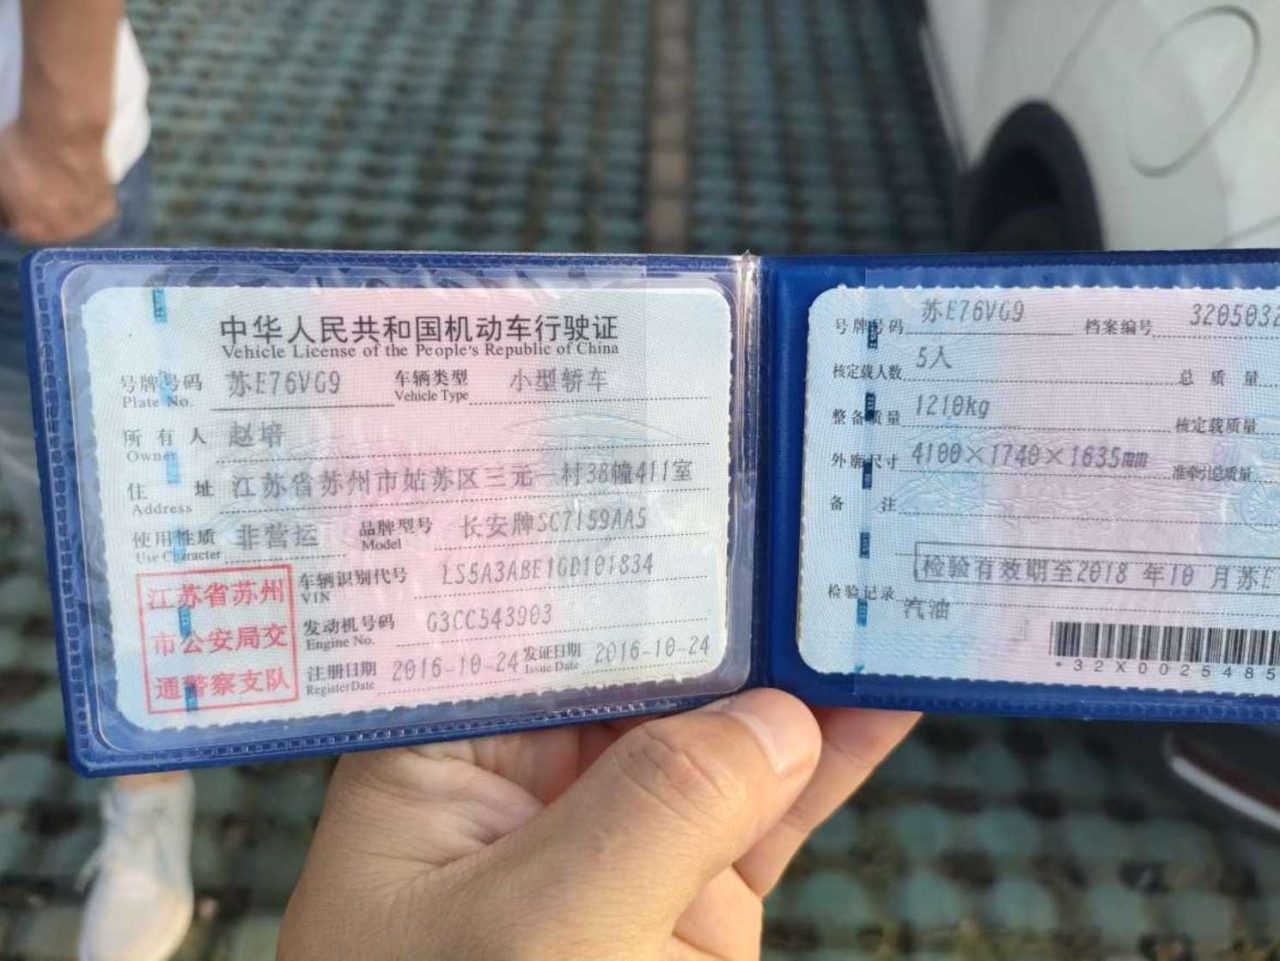 中华人民共和国机动车行驶证
Vehicle License of the People's Republic of China
号牌号码 苏E76VG9 车辆类型 小型轿车
Plate No. Vehicle Type
所有人 赵培
Owner
住址 江苏省苏州市姑苏区三元一村38幢411室
Address
使用性质 非营运 品牌型号 长安牌SC7159AA5
Use Character Model
江苏省苏州
市公安局交
通警察支队
车辆识别代号 LS5A3ABE1GD101834
VIN
发动机号码 G3CC543903
Engine No.
注册日期 2016-10-24 发证日期 2016-10-24
Register Date Issue Date
号牌号码 苏E76VG9 档案编号 3205032
核定载人数 5人 总质量
整备质量 1210kg 核定载质量
外廓尺寸 4100×1740×1635mm 准牵引总质量
备注
检验有效期至2018 年10 月苏E
检验记录
汽油
*32X0025485